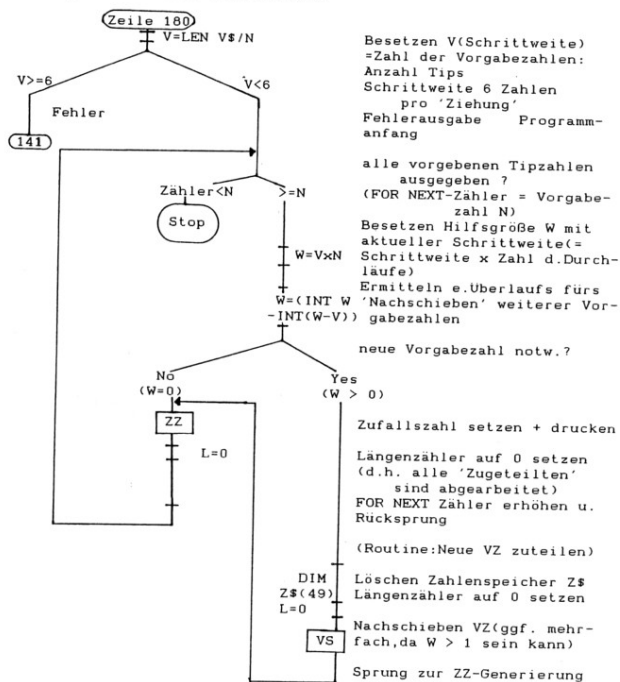 Zeile 180
V=LEN V$/N
Besetzen V(Schrittweite)
=Zahl der Vorgabezahlen:
Anzahl Tips
V>=6
V<6
Schrittweite 6 Zahlen
pro 'Ziehung'
Fehler
Fehlerausgabe Programm-
anfang
141
alle vorgebenen Tipzahlen
ausgegeben ?
Zähler<N
>=N
(FOR NEXT-Zähler = Vorgabe-
zahl N)
Stop
Besetzen Hilfsgröße W mit
aktueller Schrittweite(=
W=VxN
Schrittweite x Zahl d.Durch-
läufe)
Ermitteln e.Uberlaufs fürs
W=(INT W
'Nachschieben' weiterer Vor-
-INT(W-V))
gabezahlen
neue Vorgabezahl notw.?
No
(W=0)
Yes
(W > 0)
ZZ
Zufallszahl setzen + drucken
L=0
Längenzähler auf 0 setzen
(d.h. alle 'Zugeteilten'
sind abgearbeitet)
FOR NEXT Zähler erhöhen u.
Rücksprung
(Routine:Neue VZ zuteilen)
DIM
Z$(49)
L=0
Löschen Zahlenspeicher Z$
Längenzähler auf 0 setzen
VS
Nachschieben VZ(ggf. mehr-
fach,da W > 1 sein kann)
Sprung zur ZZ-Generierung